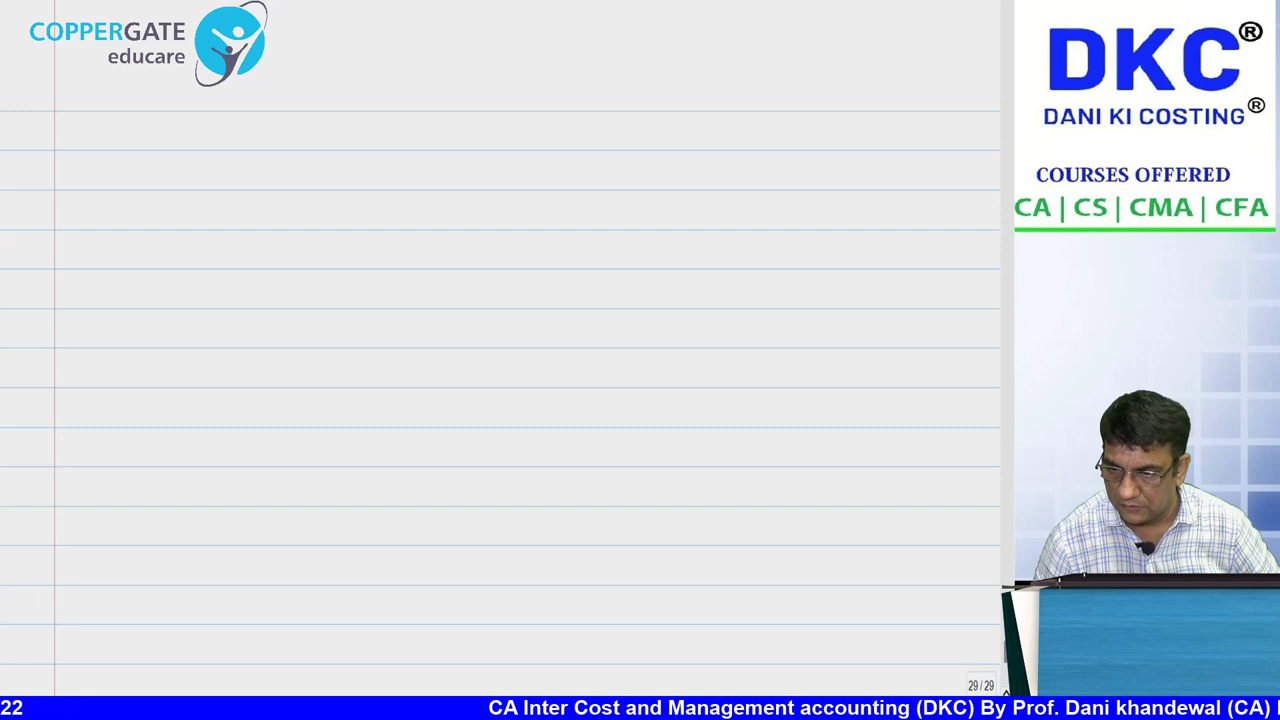 COPPERGATE
educare
DKC®
DANI KI COSTING®
COURSES OFFERED
CA | CS | CMA | CFA
29/29
22
CA Inter Cost and Management accounting (DKC) By Prof. Dani khandewal (CA)